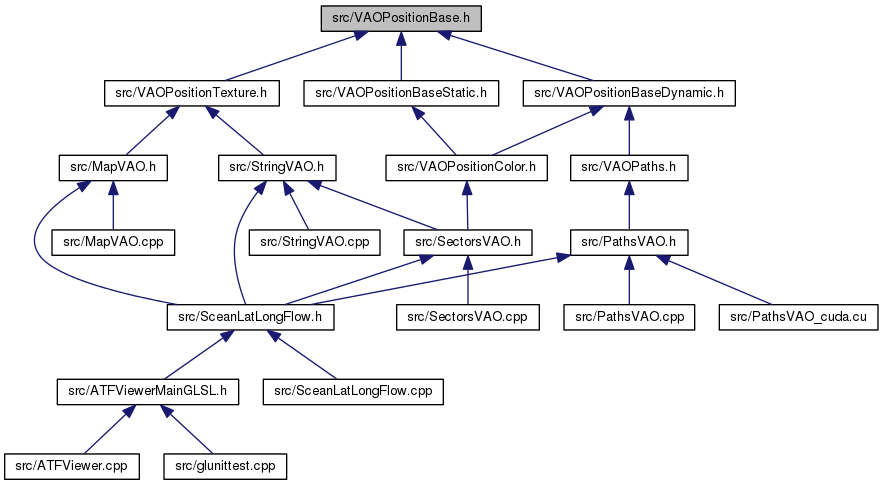 src/VAOPositionBase.h
src/VAOPositionTexture.h
src/VAOPositionBaseStatic.h
src/VAOPositionBaseDynamic.h
src/MapVAO.h
src/StringVAO.h
src/VAOPositionColor.h
src/VAOPaths.h
src/MapVAO.cpp
src/StringVAO.cpp
src/SectorsVAO.h
src/PathsVAO.h
src/SceanLatLongFlow.h
src/SectorsVAO.cpp
src/PathsVAO.cpp
src/PathsVAO_cuda.cu
src/ATFViewerMainGLSL.h
src/SceanLatLongFlow.cpp
src/ATFViewer.cpp
src/glunittest.cpp